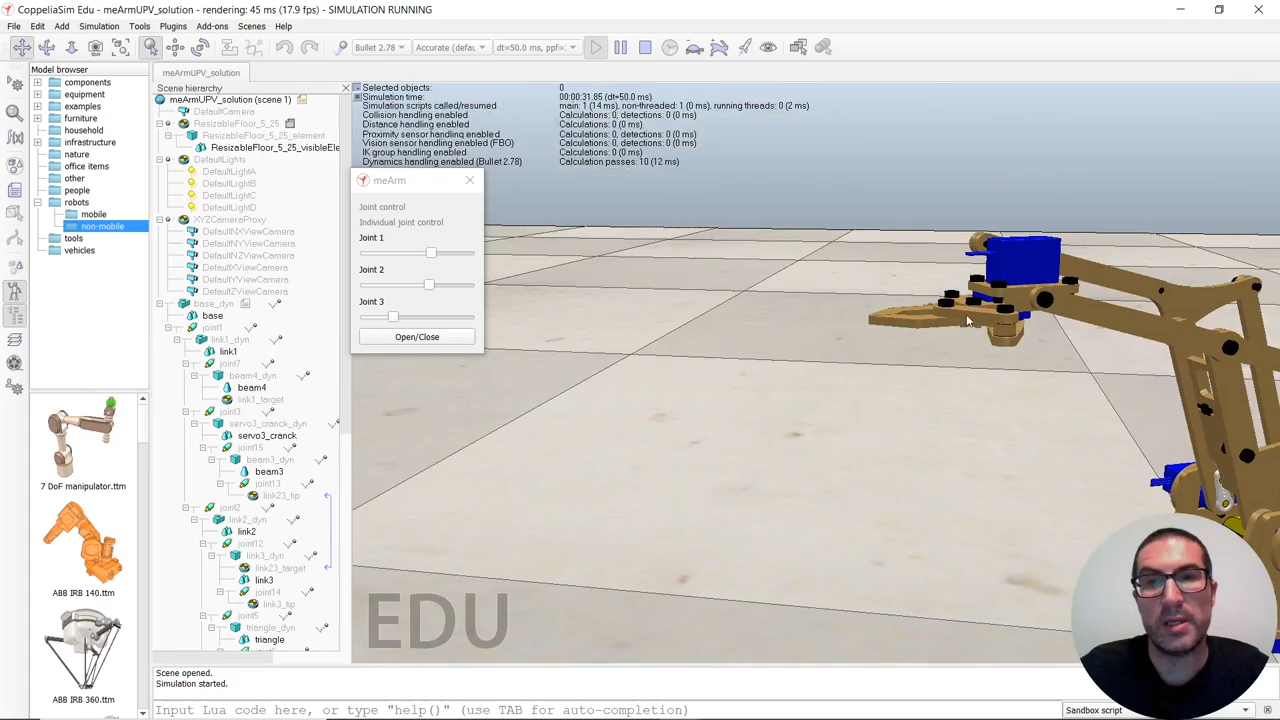 CoppeliaSim Edu - meArmUPV_solution - rendering: 45 ms (17.9 fps) - SIMULATION RUNNING
File Edit Add Simulation Tools Plugins Add-ons Scenes Help
Bullet 2.78 Accurate (defau dt=50.0 ms, ppf=
Model browser
components
equipment
examples
furniture
household
infrastructure
nature
office items
other
people
robots
mobile
non-mobile
tools
vehicles
7 DoF manipulator.ttm
ABB IRB 140.ttm
ABB IRB 360.ttm
meArmUPV_solution
Scene hierarchy
meArmUPV_solution (scene 1)
DefaultCamera
ResizableFloor_5_25
ResizableFloor_5_25_element
ResizableFloor_5_25_visibleEle
DefaultLights
DefaultLightA
DefaultLightB
DefaultLightC
DefaultLightD
XYZCameraProxy
DefaultNXViewCamera
DefaultNYViewCamera
DefaultNZViewCamera
DefaultXViewCamera
DefaultYViewCamera
DefaultZViewCamera
base_dyn
base
joint1
link1_dyn
link1
joint7
beam4_dyn
beam4
link1_target
joint3
servo3_cranck_dyn
servo3_cranck
joint15
beam3_dyn
beam3
joint13
link23_tip
joint2
link2_dyn
link2
joint12
link3_dyn
link23_target
link3
joint14
link3_tip
joint5
triangle_dyn
triangle
Selected objects: 0
Simulation time: 00:00:31.85 (dt=50.0 ms)
Simulation scripts called/resumed main: 1 (14 ms), non-threaded: 1 (0 ms), running threads: 0 (2 ms)
Collision handling enabled Calculations: 0, detections: 0 (0 ms)
Distance handling enabled Calculations: 0 (0 ms)
Proximity sensor handling enabled Calculations: 0, detections: 0 (0 ms)
Vision sensor handling enabled (FBO) Calculations: 0, detections: 0 (0 ms)
IK group handling enabled Calculations: 0 (0 ms)
Dynamics handling enabled (Bullet 2.78) Calculation passes: 10 (12 ms)
meArm
Joint control
Individual joint control
Joint 1
Joint 2
Joint 3
Open/Close
EDU
Scene opened.
Simulation started.
Input Lua code here, or type "help()" (use TAB for auto-completion)
Sandbox script